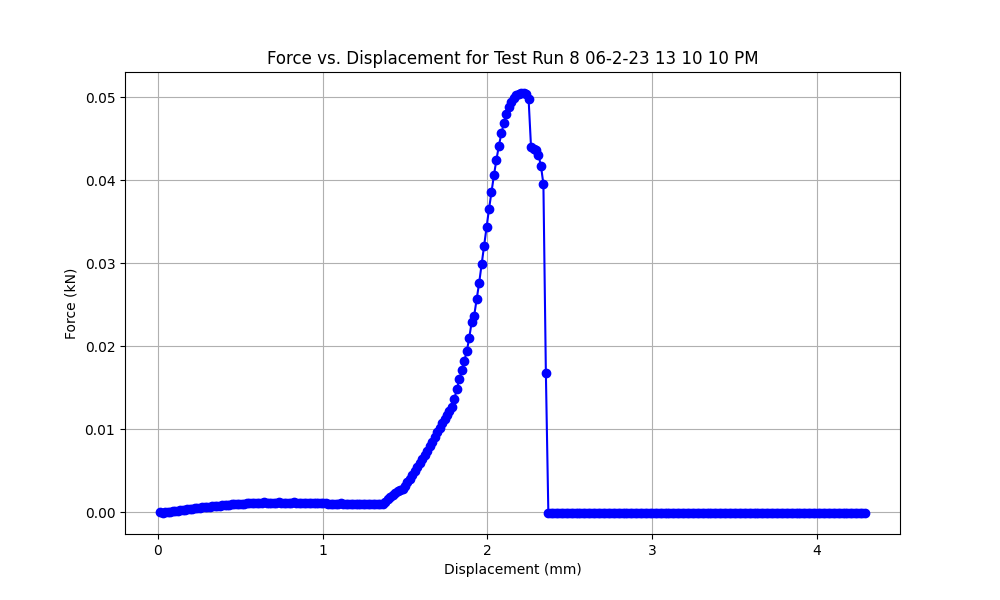 Force vs. Displacement for Test Run 8 06-2-23 13 10 10 PM
0.05
0.04
0.03
0.02
0.01
0.00
Force (kN)
0 1 2 3 4
Displacement (mm)